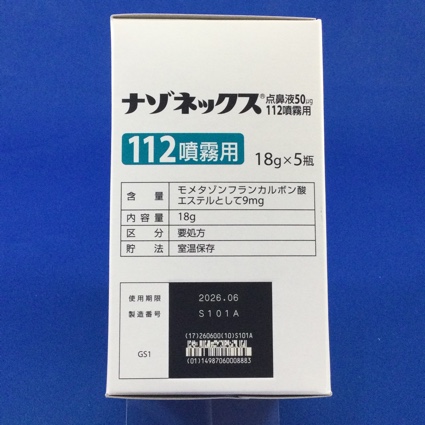 ナゾネックス®点鼻液50μg
112噴霧用
112噴霧用
18g×5瓶
含量 モメタゾンフランカルボン酸
エステルとして9mg
内容量 18g
区分 要処方
貯法 室温保存
使用期限 2026.06
製造番号 S101A
(17)260600(10)S101A
GS1
(01)14987060008883